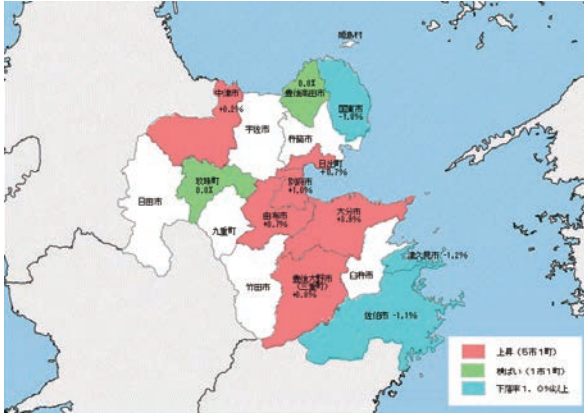 姫島村
0.0%
豊後高田市
国東市
-1.0%
中津市
+0.2%
宇佐市
杵築市
日出町
+0.7%
玖珠町
0.0%
別府市
+1.0%
日田市
由布市
+0.7%
大分市
九重町
津久見市 -1.2%
豊後大野市
(三重町)
竹田市
臼杵市
佐伯市 -1.1%
上昇(5市1町)
横ばい(1市1町)
下落率1.0%以上